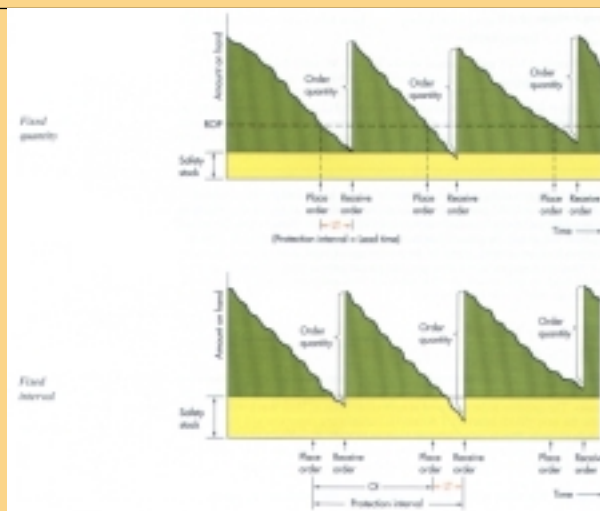 Amount on hand
Order
quantity
Order
quantity
Order
quantity
Fixed
quantity
ROP
Safety
stock
Place
order
Receive
order
Place
order
Receive
order
Place
order
Receive
order
LT
(Protection interval = Lead time)
Time
Amount on hand
Order
quantity
Order
quantity
Order
quantity
Fixed
interval
Safety
stock
Place
order
Receive
order
Place
order
Receive
order
Place
order
Receive
order
OI
LT
Protection interval
Time